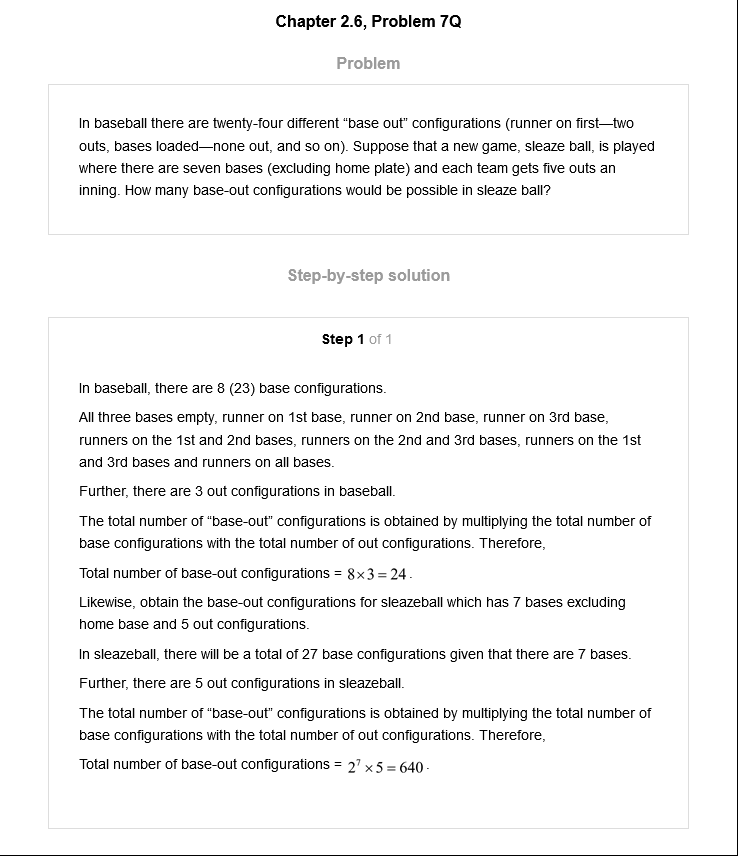 Chapter 2.6, Problem 7Q
Problem
In baseball there are twenty-four different “base out” configurations (runner on first—two
outs, bases loaded—none out, and so on). Suppose that a new game, sleaze ball, is played
where there are seven bases (excluding home plate) and each team gets five outs an
inning. How many base-out configurations would be possible in sleaze ball?
Step-by-step solution
Step 1 of 1
In baseball, there are 8 (23) base configurations.
All three bases empty, runner on 1st base, runner on 2nd base, runner on 3rd base,
runners on the 1st and 2nd bases, runners on the 2nd and 3rd bases, runners on the 1st
and 3rd bases and runners on all bases.
Further, there are 3 out configurations in baseball.
The total number of “base-out” configurations is obtained by multiplying the total number of
base configurations with the total number of out configurations. Therefore,
Total number of base-out configurations = 8×3=24.
Likewise, obtain the base-out configurations for sleazeball which has 7 bases excluding
home base and 5 out configurations.
In sleazeball, there will be a total of 27 base configurations given that there are 7 bases.
Further, there are 5 out configurations in sleazeball.
The total number of “base-out” configurations is obtained by multiplying the total number of
base configurations with the total number of out configurations. Therefore,
Total number of base-out configurations = 2⁷×5=640.